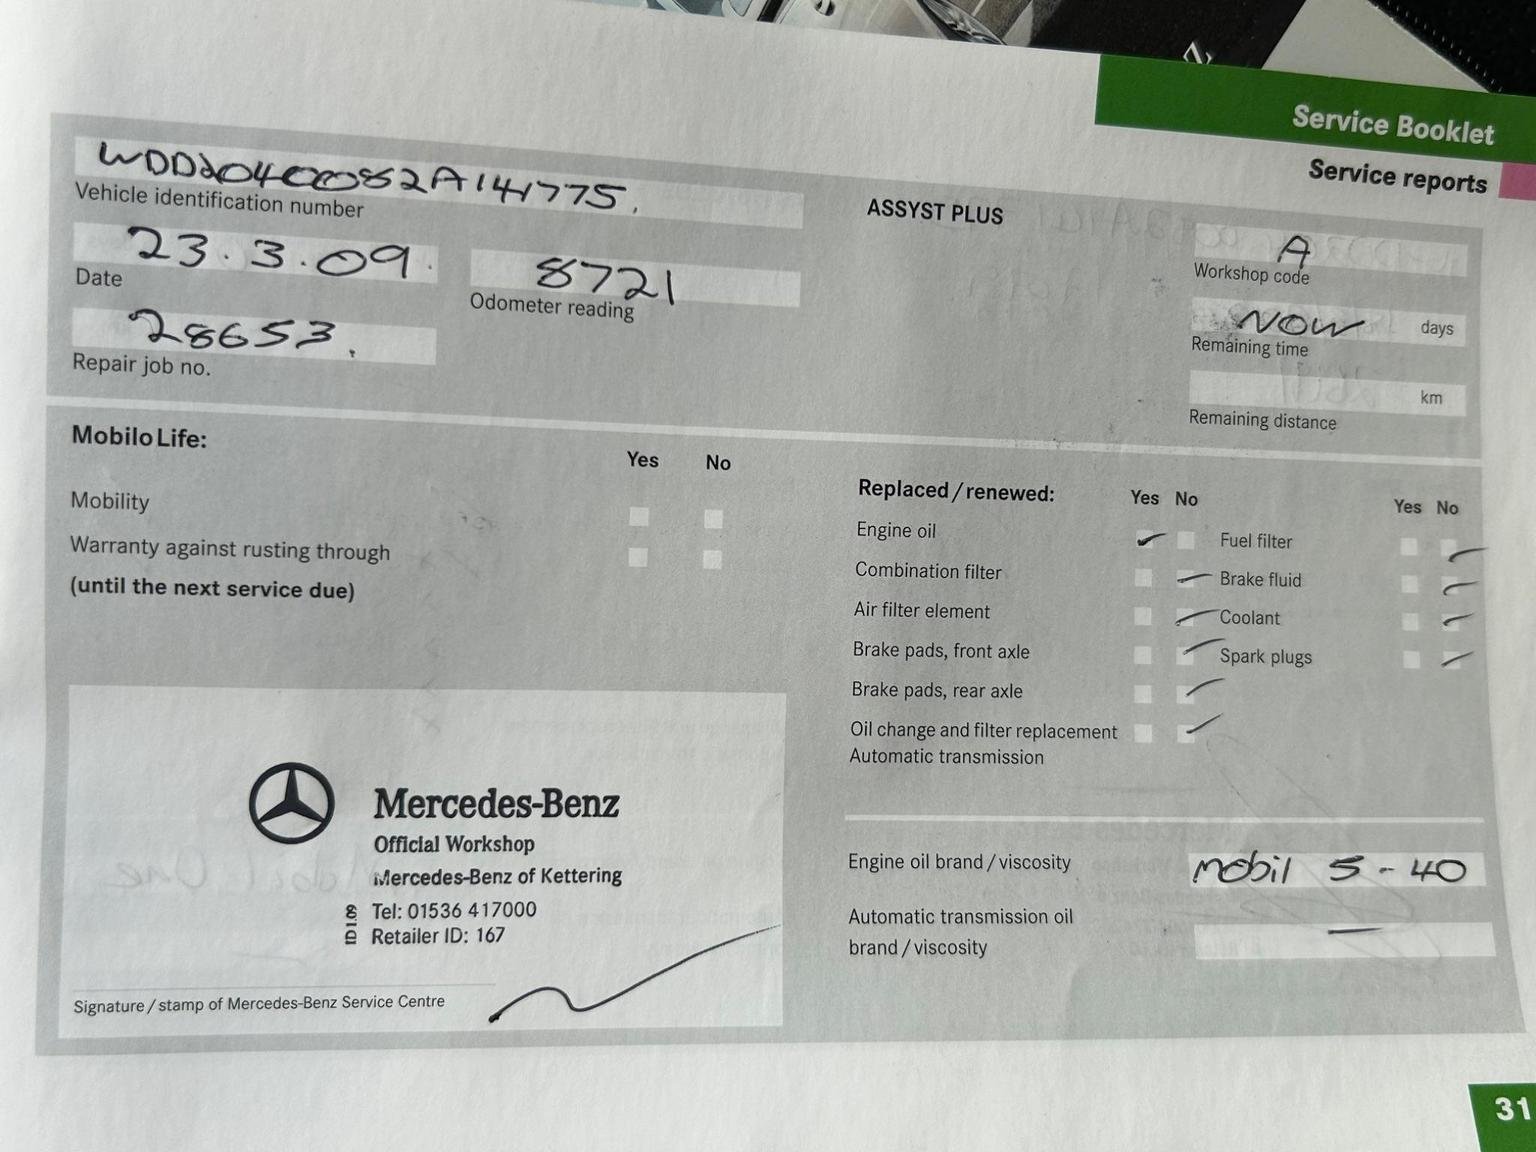 Service Booklet
Service reports
WDD2040082A141775.
Vehicle identification number
23.3.09.
Date
8721
Odometer reading
28653.
Repair job no.
ASSYST PLUS
A
Workshop code
NOW days
Remaining time
km
Remaining distance
MobiloLife:
Yes No
Mobility
Warranty against rusting through
(until the next service due)
Replaced/renewed: Yes No Yes No
Engine oil Fuel filter
Combination filter Brake fluid
Air filter element Coolant
Brake pads, front axle Spark plugs
Brake pads, rear axle
Oil change and filter replacement
Automatic transmission
Engine oil brand/viscosity mobil 5-40
Automatic transmission oil
brand/viscosity —
Mercedes-Benz
Official Workshop
Mercedes-Benz of Kettering
Tel: 01536 417000
Retailer ID: 167
Signature/stamp of Mercedes-Benz Service Centre
31